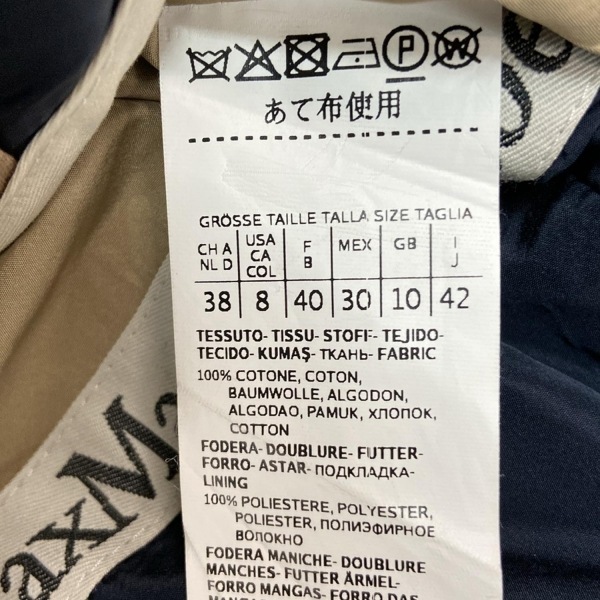 P
W
あて布使用
GRÖSSE TAILLE TALLA SIZE TAGLIA
CH A NL D USA CA COL F B MEX GB I J
38 8 40 30 10 42
TESSUTO- TISSU- STOFF- TEJIDO-
TECIDO- KUMAŞ- ТКАНЬ- FABRIC
100% COTONE, COTON,
BAUMWOLLE, ALGODON,
ALGODAO, PAMUK, ХЛОПОК,
COTTON
FODERA- DOUBLURE- FUTTER-
FORRO- ASTAR- ПОДКЛАДКА-
LINING
100% POLIESTERE, POLYESTER,
POLIESTER, ПОЛИЭФИРНОЕ
ВОЛОКНО
FODERA MANICHE- DOUBLURE
MANCHES- FUTTER ÄRMEL-
FORRO MANGAS- FORRO DAS
axMa